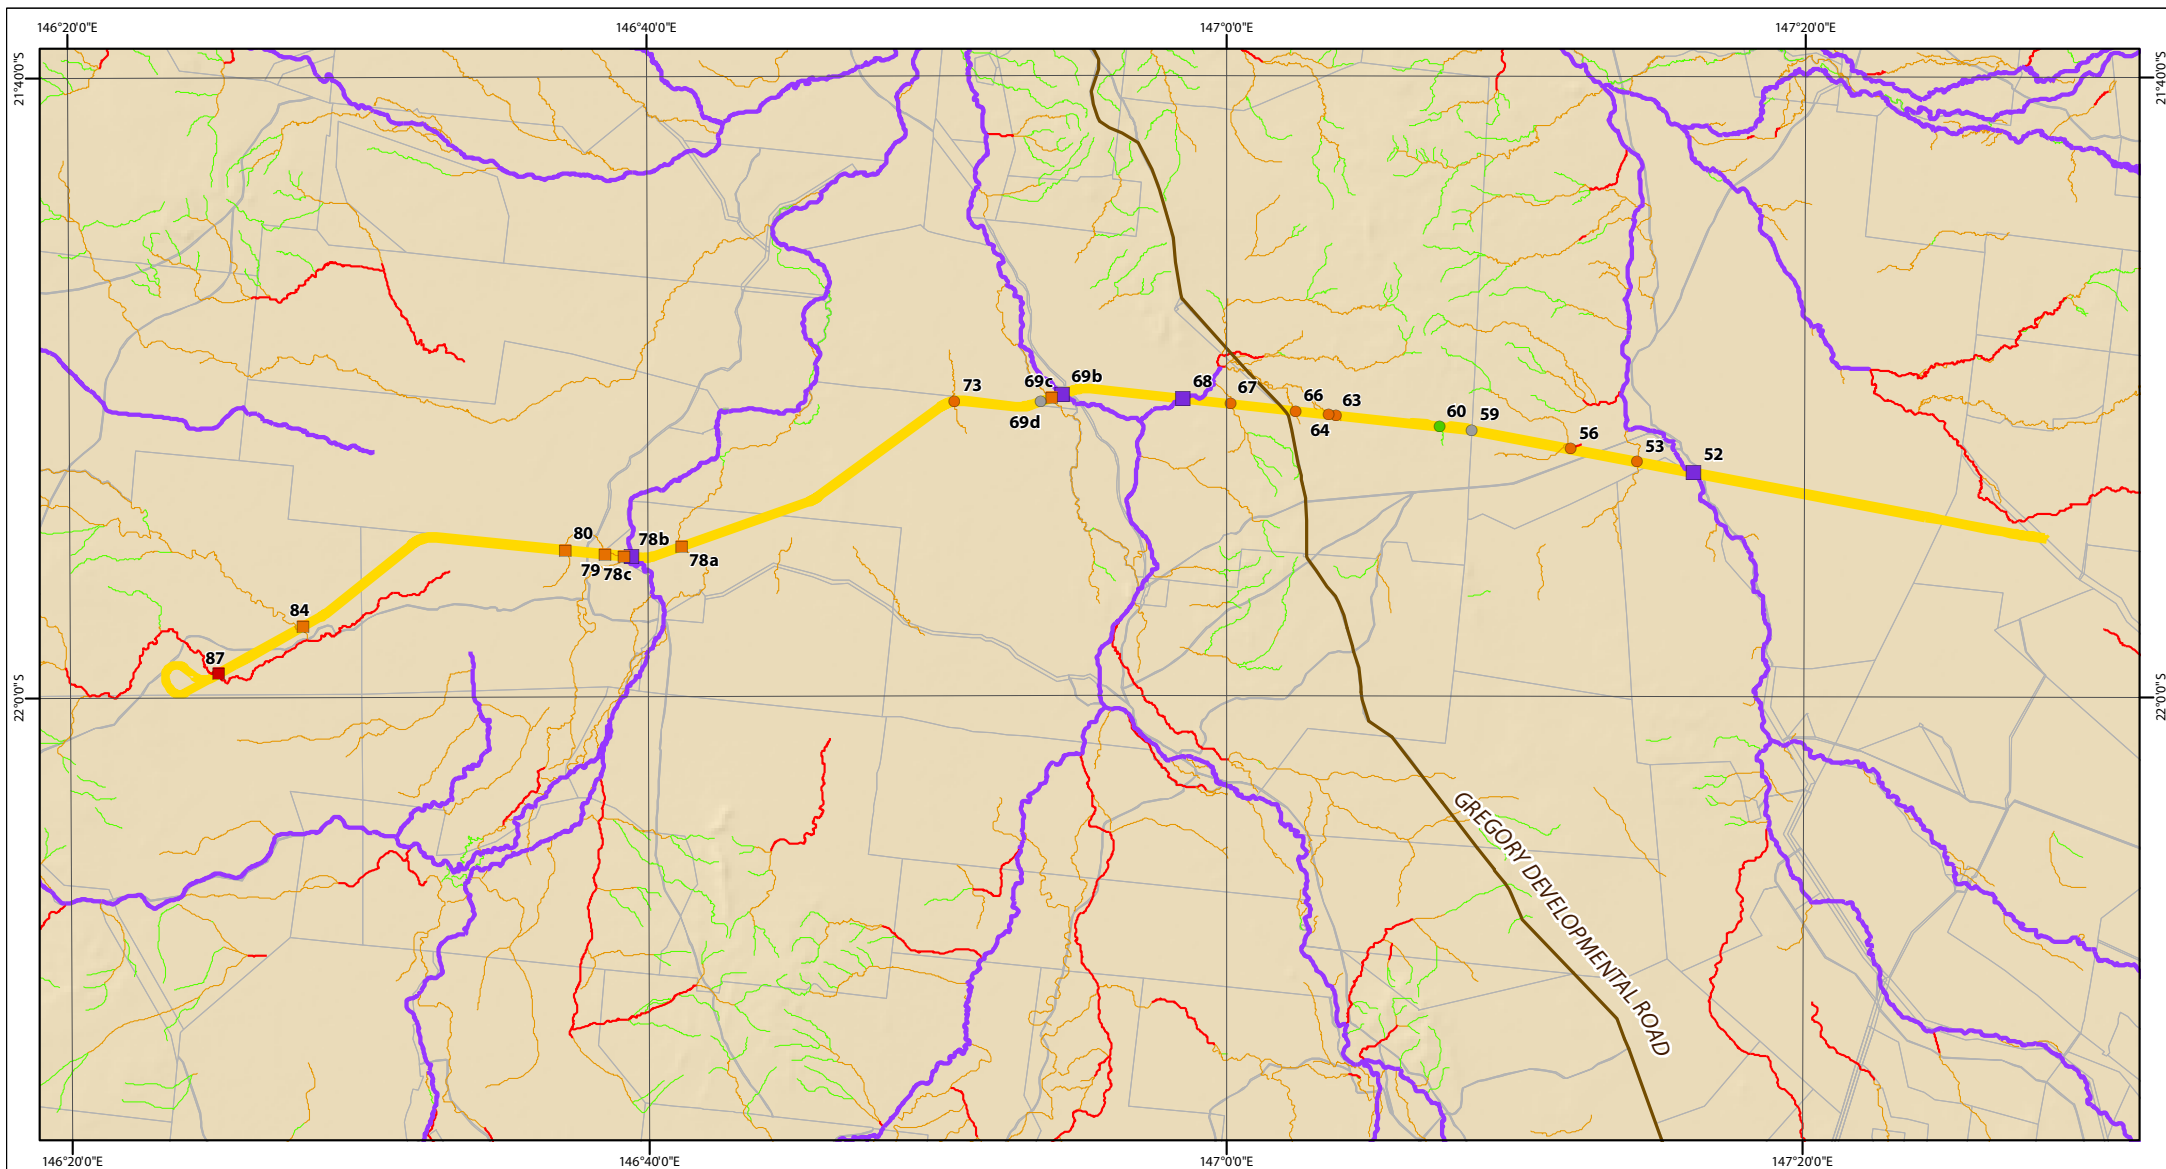 146°20'0"E 146°40'0"E 147°0'0"E 147°20'0"E
21°40'0"S 21°40'0"S
73 69c 69b 68 67 66 63
69d 64 60 59 56 53 52
80 78b
79 78c 78a
84
87
22°0'0"S 22°0'0"S
GREGORY DEVELOPMENTAL ROAD
146°20'0"E 146°40'0"E 147°0'0"E 147°20'0"E